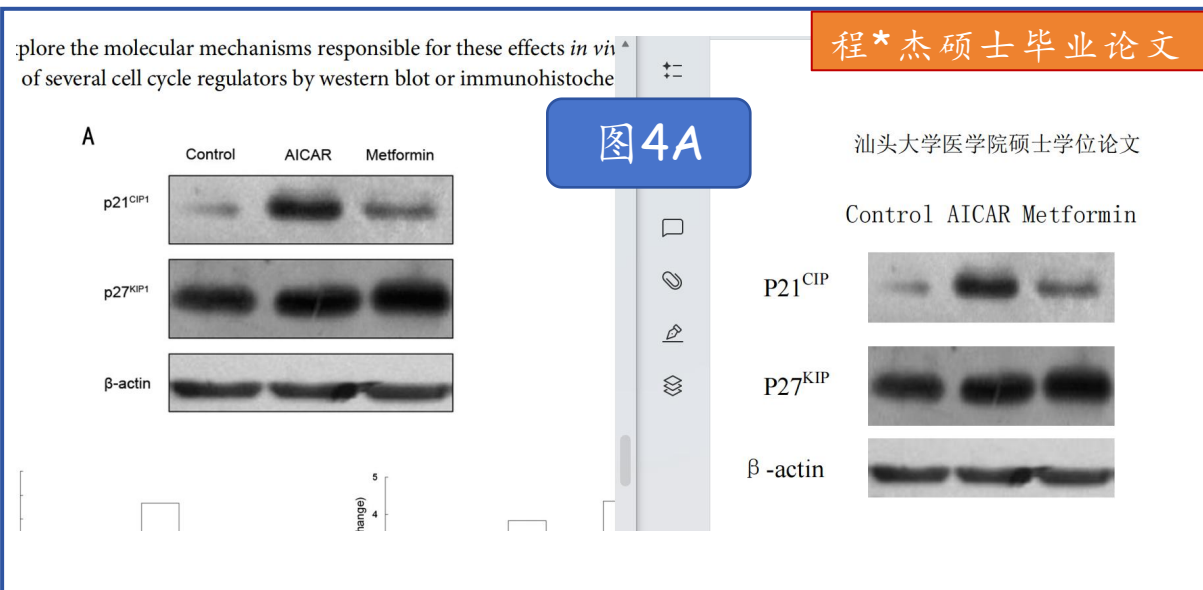 plore the molecular mechanisms responsible for these effects in viv
of several cell cycle regulators by western blot or immunohistoche
程*杰硕士毕业论文
图4A
A
Control AICAR Metformin
p21CIP1
p27KIP1
β-actin
5
4
hange)
汕头大学医学院硕士学位论文
Control AICAR Metformin
P21CIP
P27KIP
β-actin